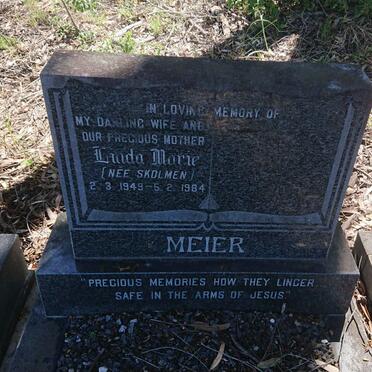 IN LOVING MEMORY OF
MY DARLING WIFE AND
OUR PRECIOUS MOTHER
Linda Marie
(NEE SKOLMEN)
2.3.1949-5.2.1984
MEIER
"PRECIOUS MEMORIES HOW THEY LINGER
SAFE IN THE ARMS OF JESUS"